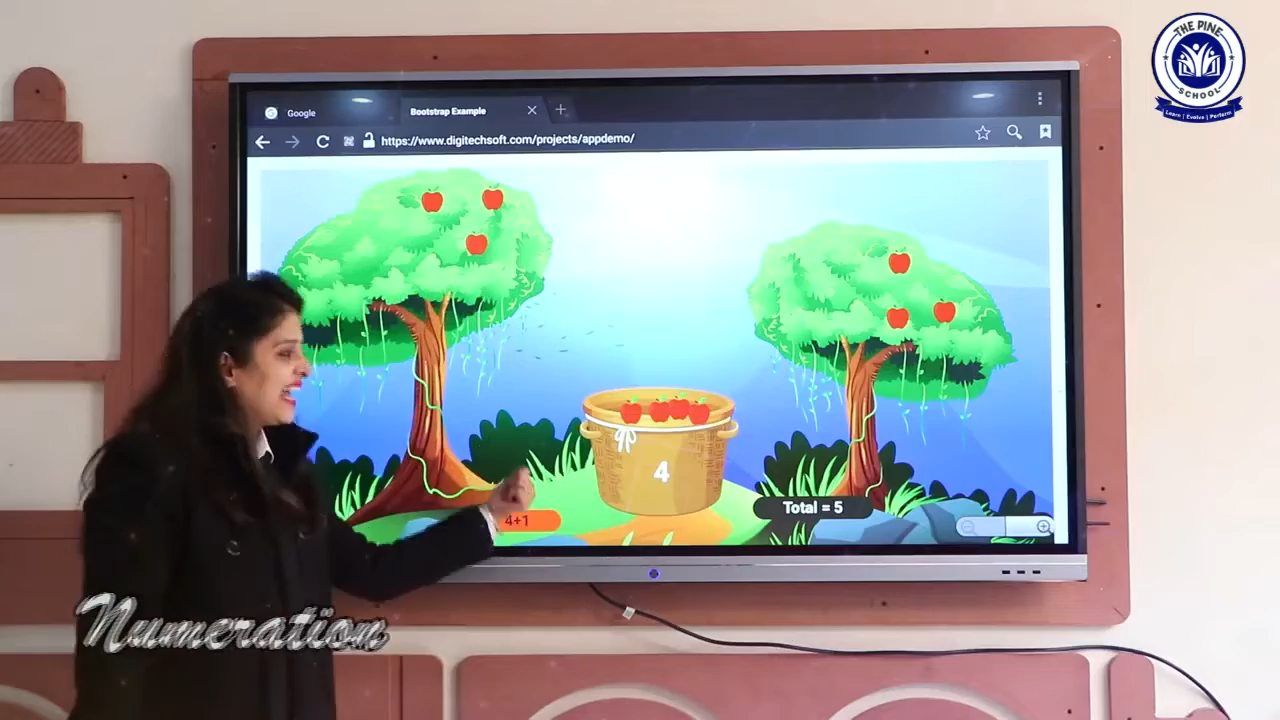 THE PINE
SCHOOL
Learn | Evolve | Perform
Google
Bootstrap Example
https://www.digitechsoft.com/projects/appdemo/
4
Total = 5
4+1
Numeration